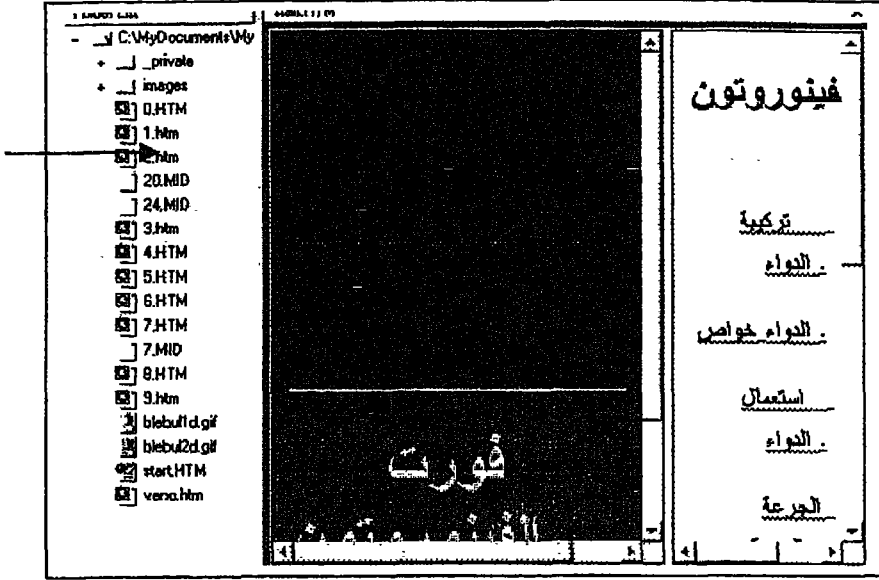 C:\MyDocuments\My
_private
images
0.HTM
1.htm
2.htm
20.MID
24.MID
3.htm
4.HTM
5.HTM
6.HTM
7.HTM
7.MID
8.HTM
9.htm
blebul1d.gif
blebul2d.gif
start.HTM
فورت
فينوروتون
تركيبة
. الدواء
. الدواء خواص
استعمال
. الدواء
الجرعة